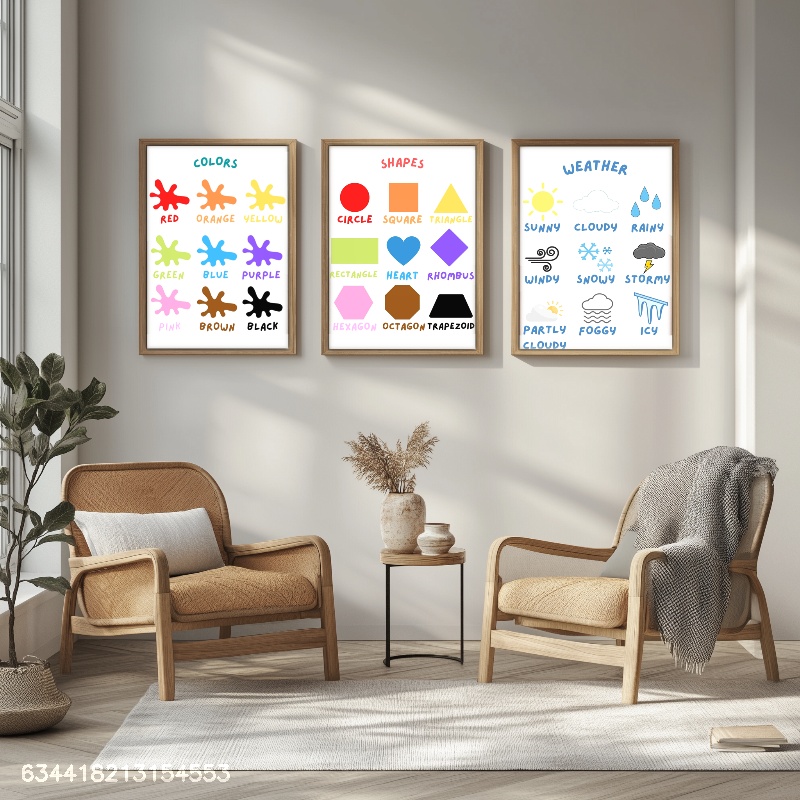 COLORS
RED ORANGE YELLOW
GREEN BLUE PURPLE
PINK BROWN BLACK
SHAPES
CIRCLE SQUARE TRIANGLE
RECTANGLE HEART RHOMBUS
HEXAGON OCTAGON TRAPEZOID
WEATHER
SUNNY CLOUDY RAINY
WINDY SNOWY STORMY
PARTLY CLOUDY FOGGY ICY
634418213154553